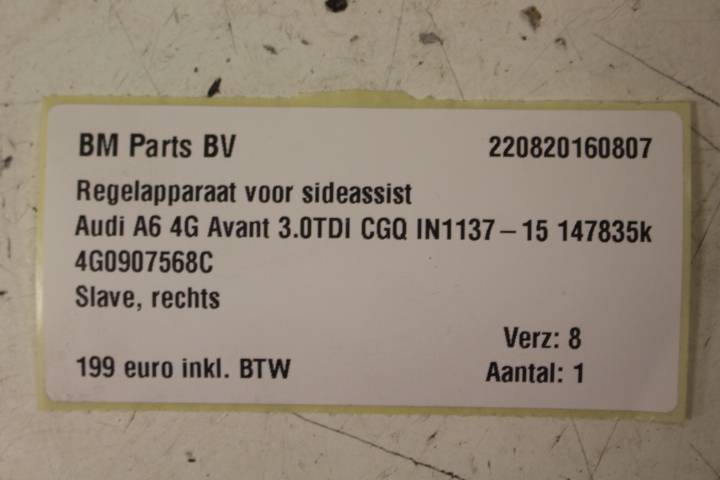 BM Parts BV 220820160807
Regelapparaat voor sideassist
Audi A6 4G Avant 3.0TDI CGQ IN1137-15 147835k
4G0907568C
Slave, rechts
Verz: 8
199 euro inkl. BTW Aantal: 1